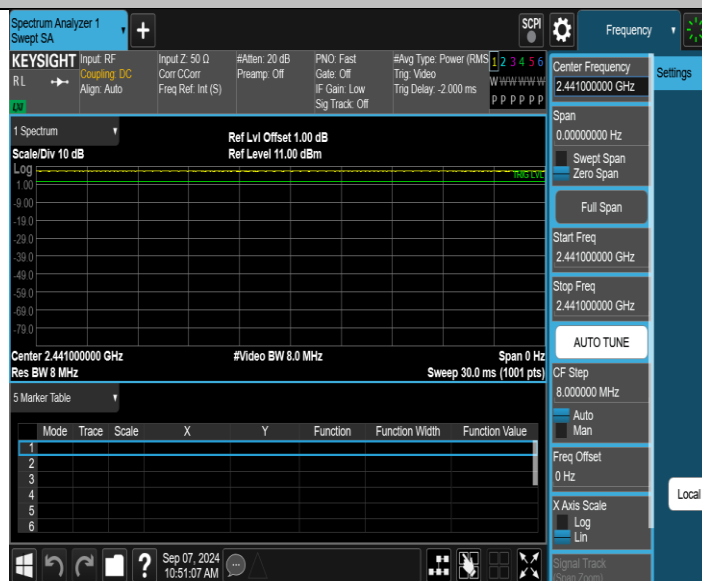 Spectrum Analyzer 1
Swept SA
+
SCPI
Frequency
KEYSIGHT
RL
LXI
Input: RF
Coupling: DC
Align: Auto
Input Z: 50 Ω
Corr CCorr
Freq Ref: Int (S)
#Atten: 20 dB
Preamp: Off
PNO: Fast
Gate: Off
IF Gain: Low
Sig Track: Off
#Avg Type: Power (RMS
Trig: Video
Trig Delay: -2.000 ms
1 2 3 4 5 6
W W W W W W
P P P P P P
1 Spectrum
Scale/Div 10 dB
Ref Lvl Offset 1.00 dB
Ref Level 11.00 dBm
Log
TRIG LVL
1.00
-9.00
-19.0
-29.0
-39.0
-49.0
-59.0
-69.0
-79.0
Center 2.441000000 GHz
Res BW 8 MHz
#Video BW 8.0 MHz
Span 0 Hz
Sweep 30.0 ms (1001 pts)
5 Marker Table
Mode Trace Scale X Y Function Function Width Function Value
1
2
3
4
5
6
?
Sep 07, 2024
10:51:07 AM
Center Frequency
2.441000000 GHz
Span
0.00000000 Hz
Swept Span
Zero Span
Full Span
Start Freq
2.441000000 GHz
Stop Freq
2.441000000 GHz
AUTO TUNE
CF Step
8.000000 MHz
Auto
Man
Freq Offset
0 Hz
X Axis Scale
Log
Lin
Signal Track
(Span Zoom)
Settings
Local